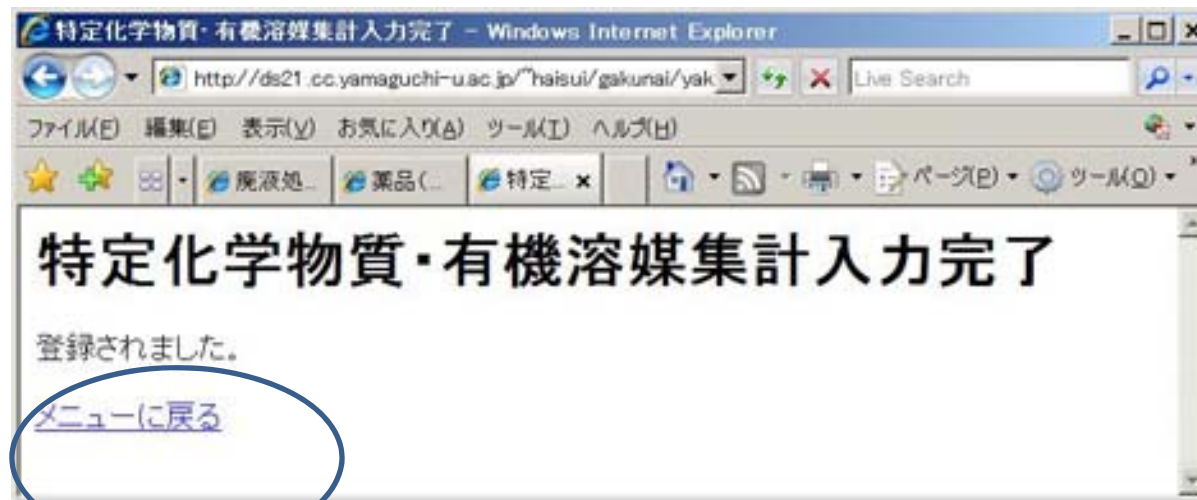 特定化学物質・有機溶媒集計入力完了 - Windows Internet Explorer
http://ds21.cc.yamaguchi-u.ac.jp/~haisui/gakunai/yak
Live Search
ファイル(F) 編集(E) 表示(V) お気に入り(A) ツール(T) ヘルプ(H)
廃液処... 薬品(... 特定... ページ(P) ツール(O)
特定化学物質・有機溶媒集計入力完了
登録されました。
メニューに戻る